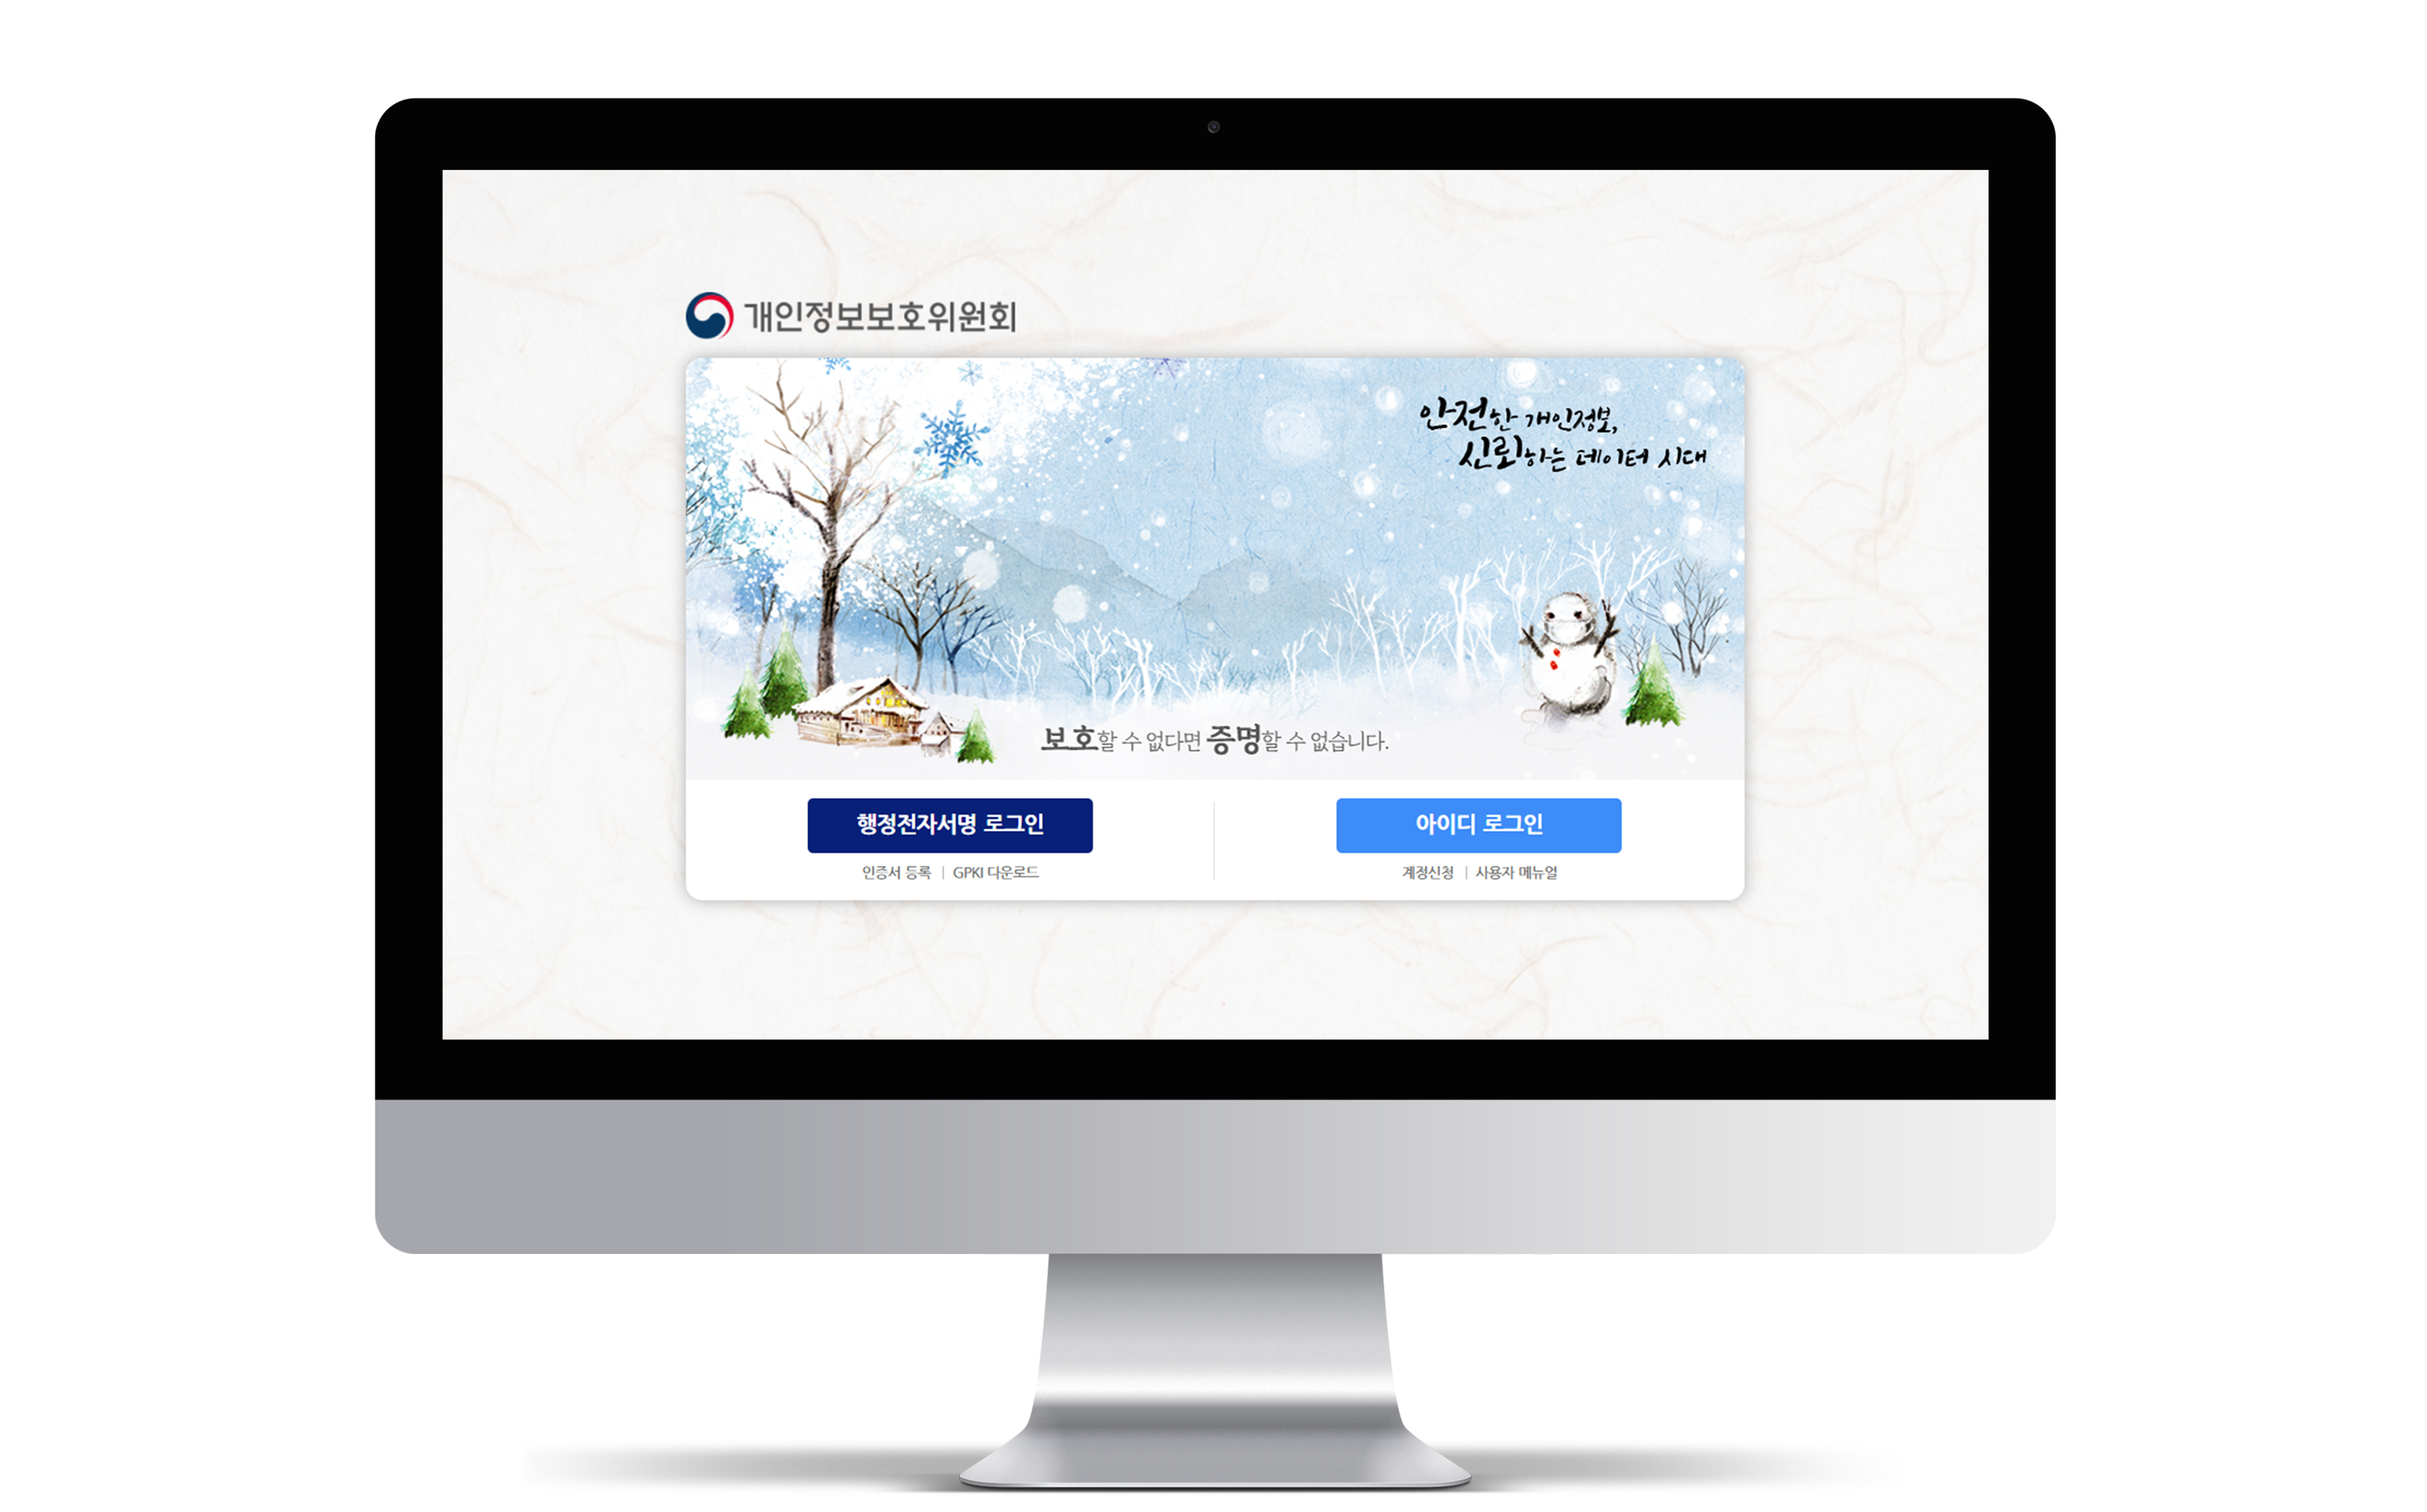 개인정보보호위원회
안전한 개인정보,
신뢰하는 데이터 시대
보호할 수 없다면 증명할 수 없습니다.
행정전자서명 로그인
인증서 등록 | GPKI 다운로드
아이디 로그인
계정신청 | 사용자 메뉴얼